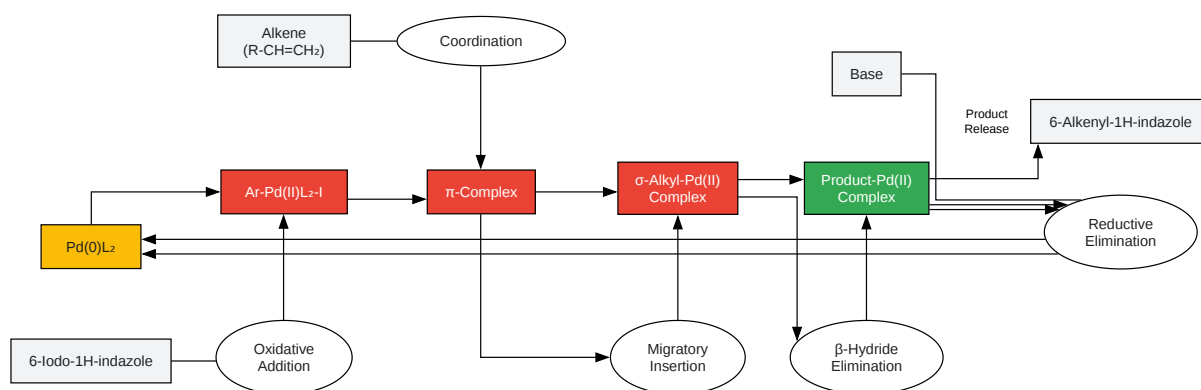 Alkene
(R-CH=CH₂)
Coordination
Base
Product
Release
6-Alkenyl-1H-indazole
Ar-Pd(II)L₂-I
π-Complex
σ-Alkyl-Pd(II)
Complex
Product-Pd(II)
Complex
Pd(0)L₂
Reductive
Elimination
6-Iodo-1H-indazole
Oxidative
Addition
Migratory
Insertion
β-Hydride
Elimination